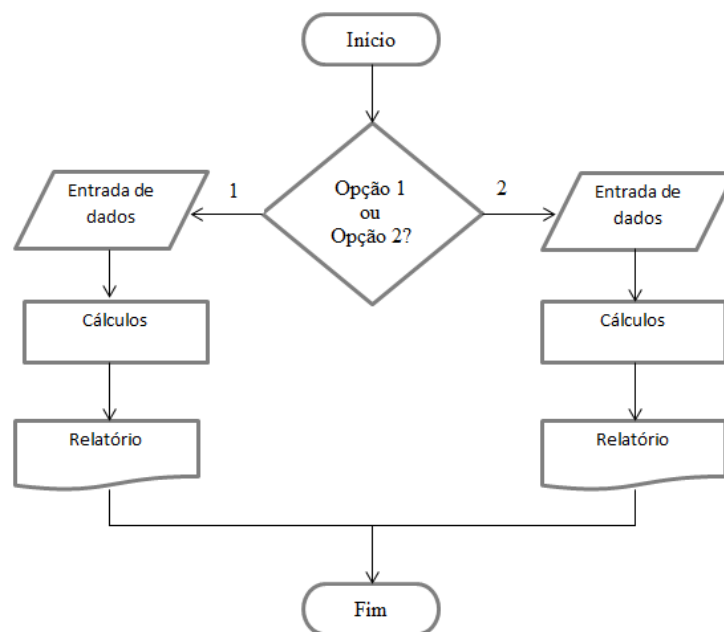 Início
Opção 1
ou
Opção 2?
1
2
Entrada de
dados
Entrada de
dados
Cálculos
Cálculos
Relatório
Relatório
Fim